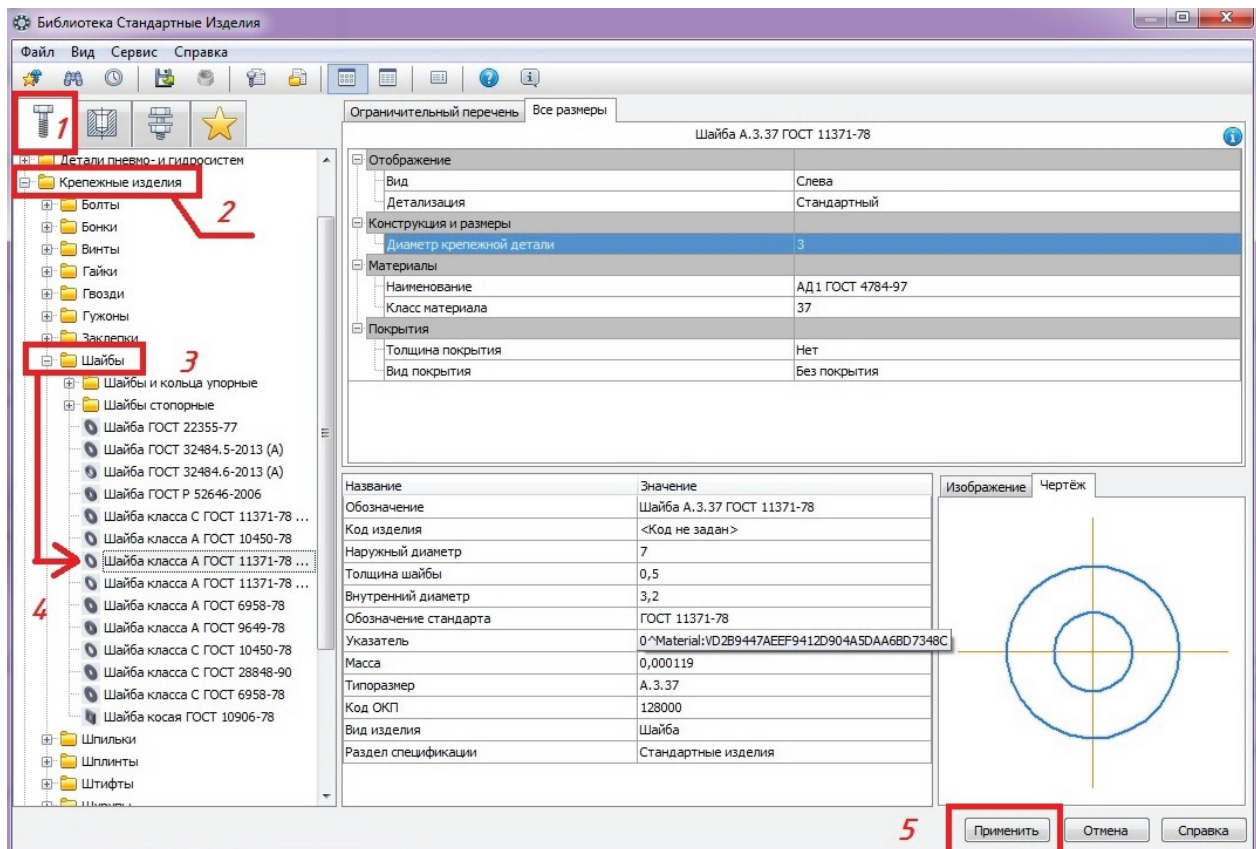 Библиотека Стандартные Изделия
Файл Вид Сервис Справка
1
Ограничительный перечень Все размеры
Шайба А.3.37 ГОСТ 11371-78
Детали пневмо- и гидросистем
Крепежные изделия
2
Болты
Бонки
Винты
Гайки
Гвозди
Гужоны
Заклепки
Шайбы
3
Шайбы и кольца упорные
Шайбы стопорные
Шайба ГОСТ 22355-77
Шайба ГОСТ 32484.5-2013 (А)
Шайба ГОСТ 32484.6-2013 (А)
Шайба ГОСТ Р 52646-2006
Шайба класса С ГОСТ 11371-78 ...
Шайба класса А ГОСТ 10450-78
Шайба класса А ГОСТ 11371-78 ...
Шайба класса А ГОСТ 11371-78 ...
4
Шайба класса А ГОСТ 6958-78
Шайба класса А ГОСТ 9649-78
Шайба класса С ГОСТ 10450-78
Шайба класса С ГОСТ 28848-90
Шайба класса С ГОСТ 6958-78
Шайба косая ГОСТ 10906-78
Шпильки
Шплинты
Штифты
Шурупы
Отображение
Вид Слева
Детализация Стандартный
Конструкция и размеры
Диаметр крепежной детали 3
Материалы
Наименование АД1 ГОСТ 4784-97
Класс материала 37
Покрытия
Толщина покрытия Нет
Вид покрытия Без покрытия
Название Значение
Обозначение Шайба А.3.37 ГОСТ 11371-78
Код изделия <Код не задан>
Наружный диаметр 7
Толщина шайбы 0,5
Внутренний диаметр 3,2
Обозначение стандарта ГОСТ 11371-78
Указатель 0^Material:VD2B9447AEEF9412D904A5DAA6BD7348C
Масса 0,000119
Типоразмер А.3.37
Код ОКП 128000
Вид изделия Шайба
Раздел спецификации Стандартные изделия
Изображение Чертёж
5
Применить Отмена Справка